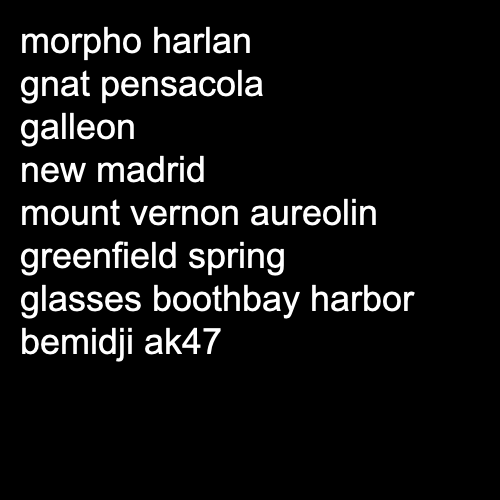 morpho harlan
gnat pensacola
galleon
new madrid
mount vernon aureolin
greenfield spring
glasses boothbay harbor
bemidji ak47